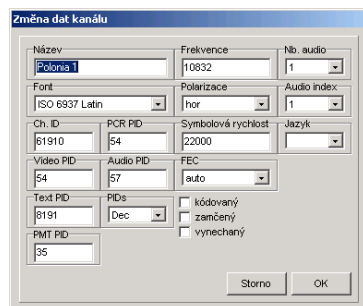 Změna dat kanálu
Název Frekvence Nb. audio
Polonia 1 10832 1
Font Polarizace Audio index
ISO 6937 Latin hor 1
Ch. ID PCR PID Symbolová rychlost Jazyk
61910 54 22000
Video PID Audio PID FEC
54 57 auto
Text PID PIDs kódovaný
8191 Dec zamčený
PMT PID vynechaný
35
Storno OK